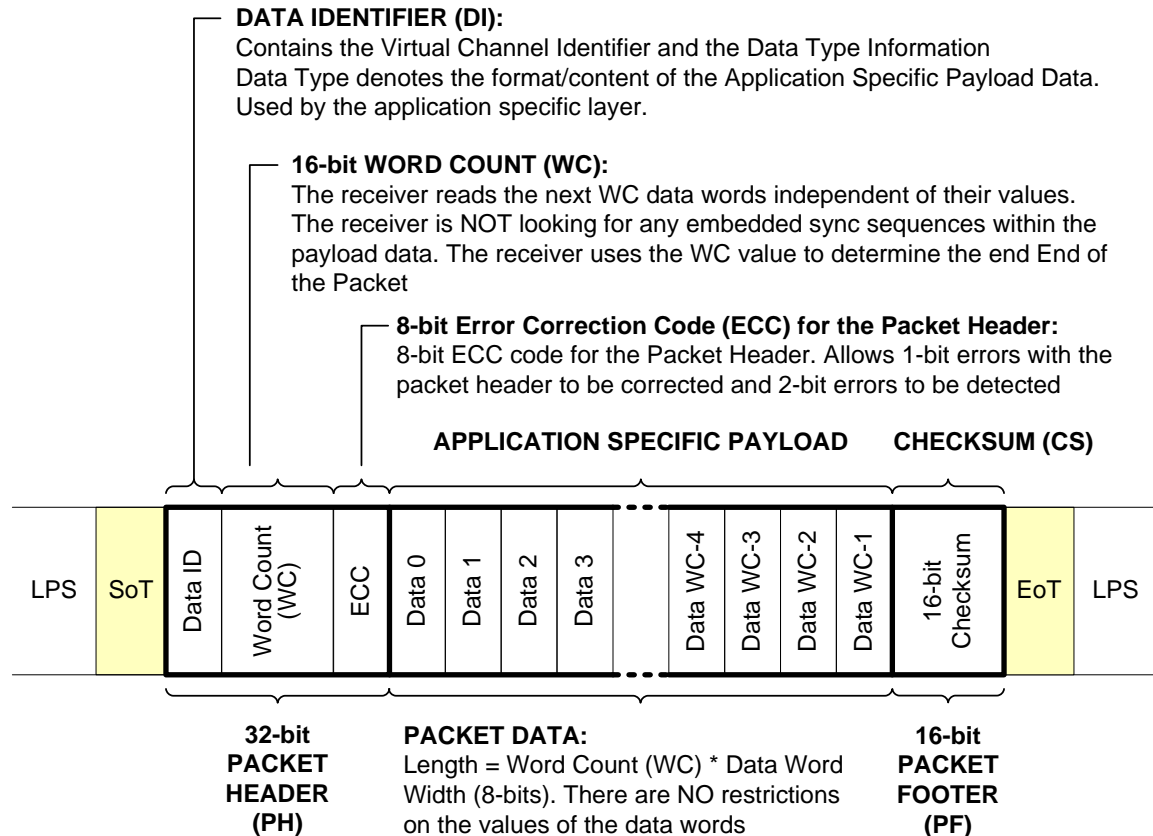 DATA IDENTIFIER (DI):
Contains the Virtual Channel Identifier and the Data Type Information
Data Type denotes the format/content of the Application Specific Payload Data.
Used by the application specific layer.
16-bit WORD COUNT (WC):
The receiver reads the next WC data words independent of their values.
The receiver is NOT looking for any embedded sync sequences within the
payload data. The receiver uses the WC value to determine the end End of
the Packet
8-bit Error Correction Code (ECC) for the Packet Header:
8-bit ECC code for the Packet Header. Allows 1-bit errors with the
packet header to be corrected and 2-bit errors to be detected
APPLICATION SPECIFIC PAYLOAD
CHECKSUM (CS)
LPS
SoT
Data ID
Word Count
(WC)
ECC
Data 0
Data 1
Data 2
Data 3
Data WC-4
Data WC-3
Data WC-2
Data WC-1
16-bit
Checksum
EoT
LPS
32-bit
PACKET
HEADER
(PH)
PACKET DATA:
Length = Word Count (WC) * Data Word
Width (8-bits). There are NO restrictions
on the values of the data words
16-bit
PACKET
FOOTER
(PF)